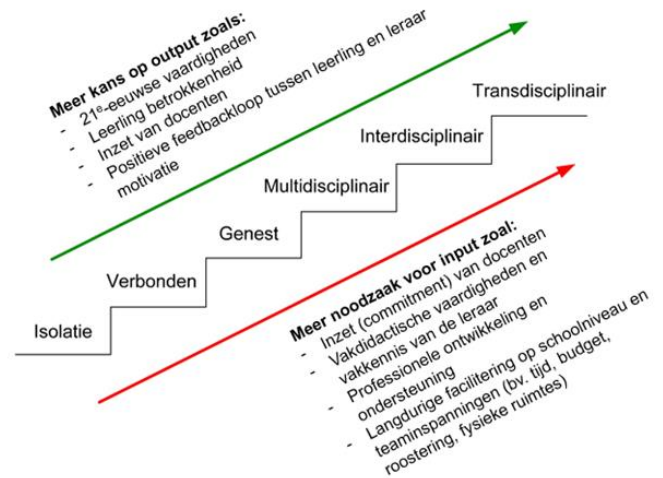 Meer kans op output zoals:
- 21e-eeuwse vaardigheden
- Leerling betrokkenheid
- Inzet van docenten
- Positieve feedbackloop tussen leerling en leraar
motivatie
Transdisciplinair
Interdisciplinair
Multidisciplinair
Genest
Verbonden
Isolatie
Meer noodzaak voor input zoal:
- Inzet (commitment) van docenten
- Vakdidactische vaardigheden en
vakkennis van de leraar
- Professionele ontwikkeling en
ondersteuning
- Langdurige facilitering op schoolniveau en
teaminspanningen (bv. tijd, budget,
roostering, fysieke ruimtes)